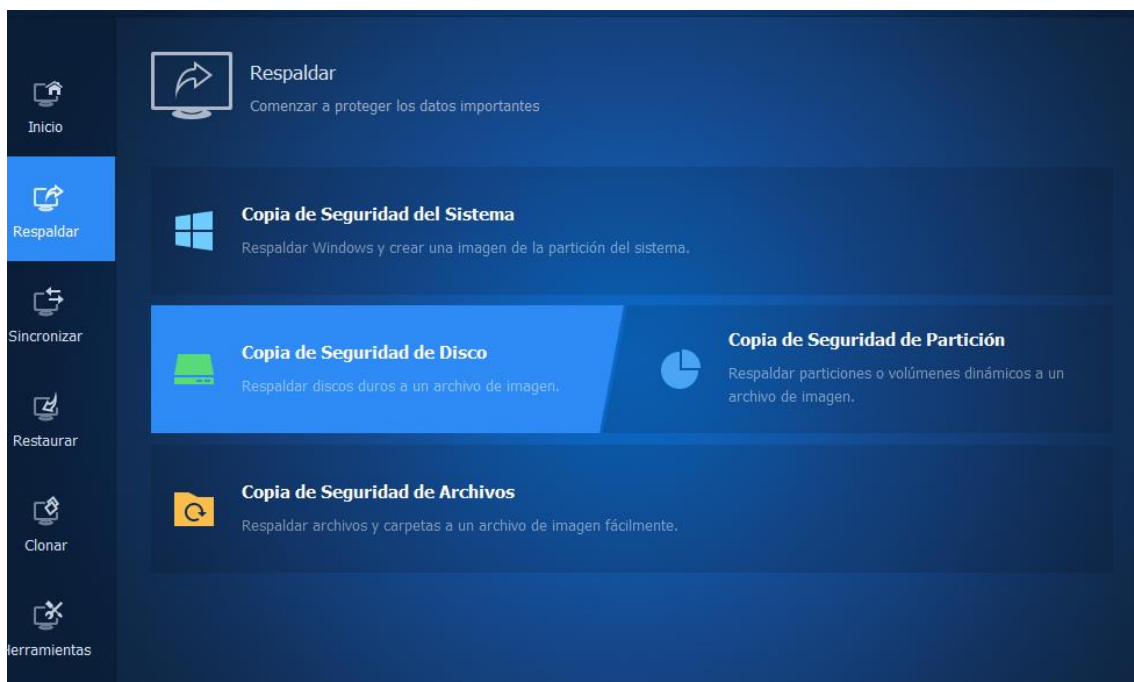 Inicio
Respaldar
Sincronizar
Restaurar
Clonar
Herramientas
Respaldar
Comenzar a proteger los datos importantes
Copia de Seguridad del Sistema
Respaldar Windows y crear una imagen de la partición del sistema.
Copia de Seguridad de Disco
Respaldar discos duros a un archivo de imagen.
Copia de Seguridad de Partición
Respaldar particiones o volúmenes dinámicos a un
archivo de imagen.
Copia de Seguridad de Archivos
Respaldar archivos y carpetas a un archivo de imagen fácilmente.